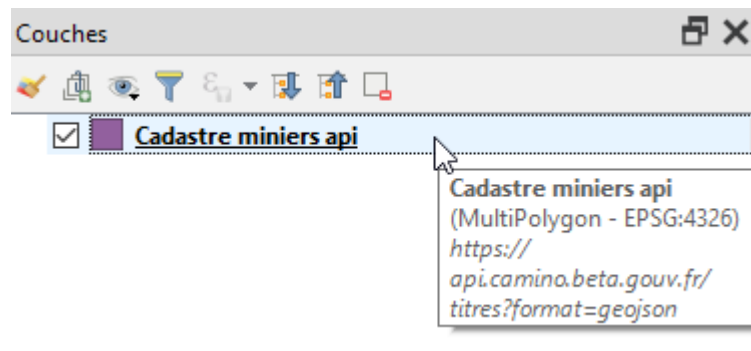 Couches
Cadastre miniers api
Cadastre miniers api
(MultiPolygon - EPSG:4326)
https://
api.camino.beta.gouv.fr/
titres?format=geojson